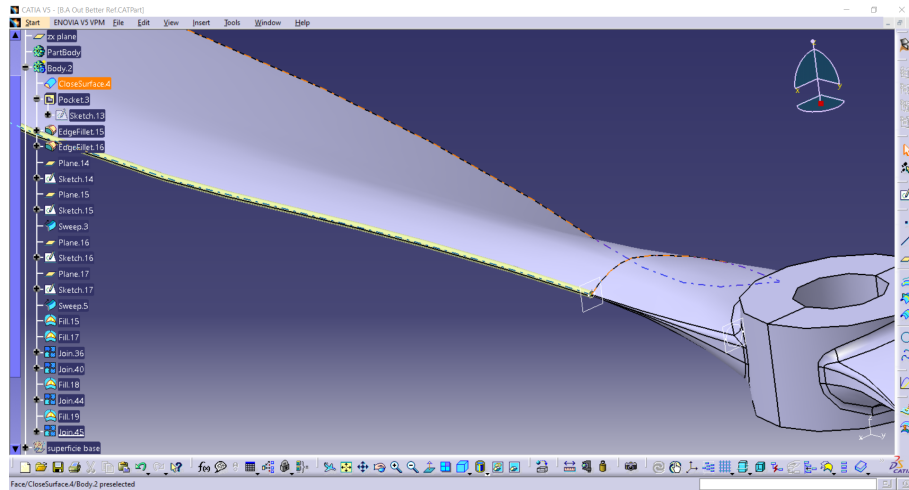 CATIA V5 - [B.A Out Better Ref.CATPart]
Start ENOVIA V5 VPM File Edit View Insert Tools Window Help
zx plane
PartBody
Body.2
CloseSurface.4
Pocket.3
Sketch.13
EdgeFillet.15
EdgeFillet.16
Plane.14
Sketch.14
Plane.15
Sketch.15
Sweep.3
Plane.16
Sketch.16
Plane.17
Sketch.17
Sweep.5
Fill.15
Fill.17
Join.36
Join.40
Fill.18
Join.44
Fill.19
Join.45
superficie base
f(x)
CATIA
Face/CloseSurface.4/Body.2 preselected